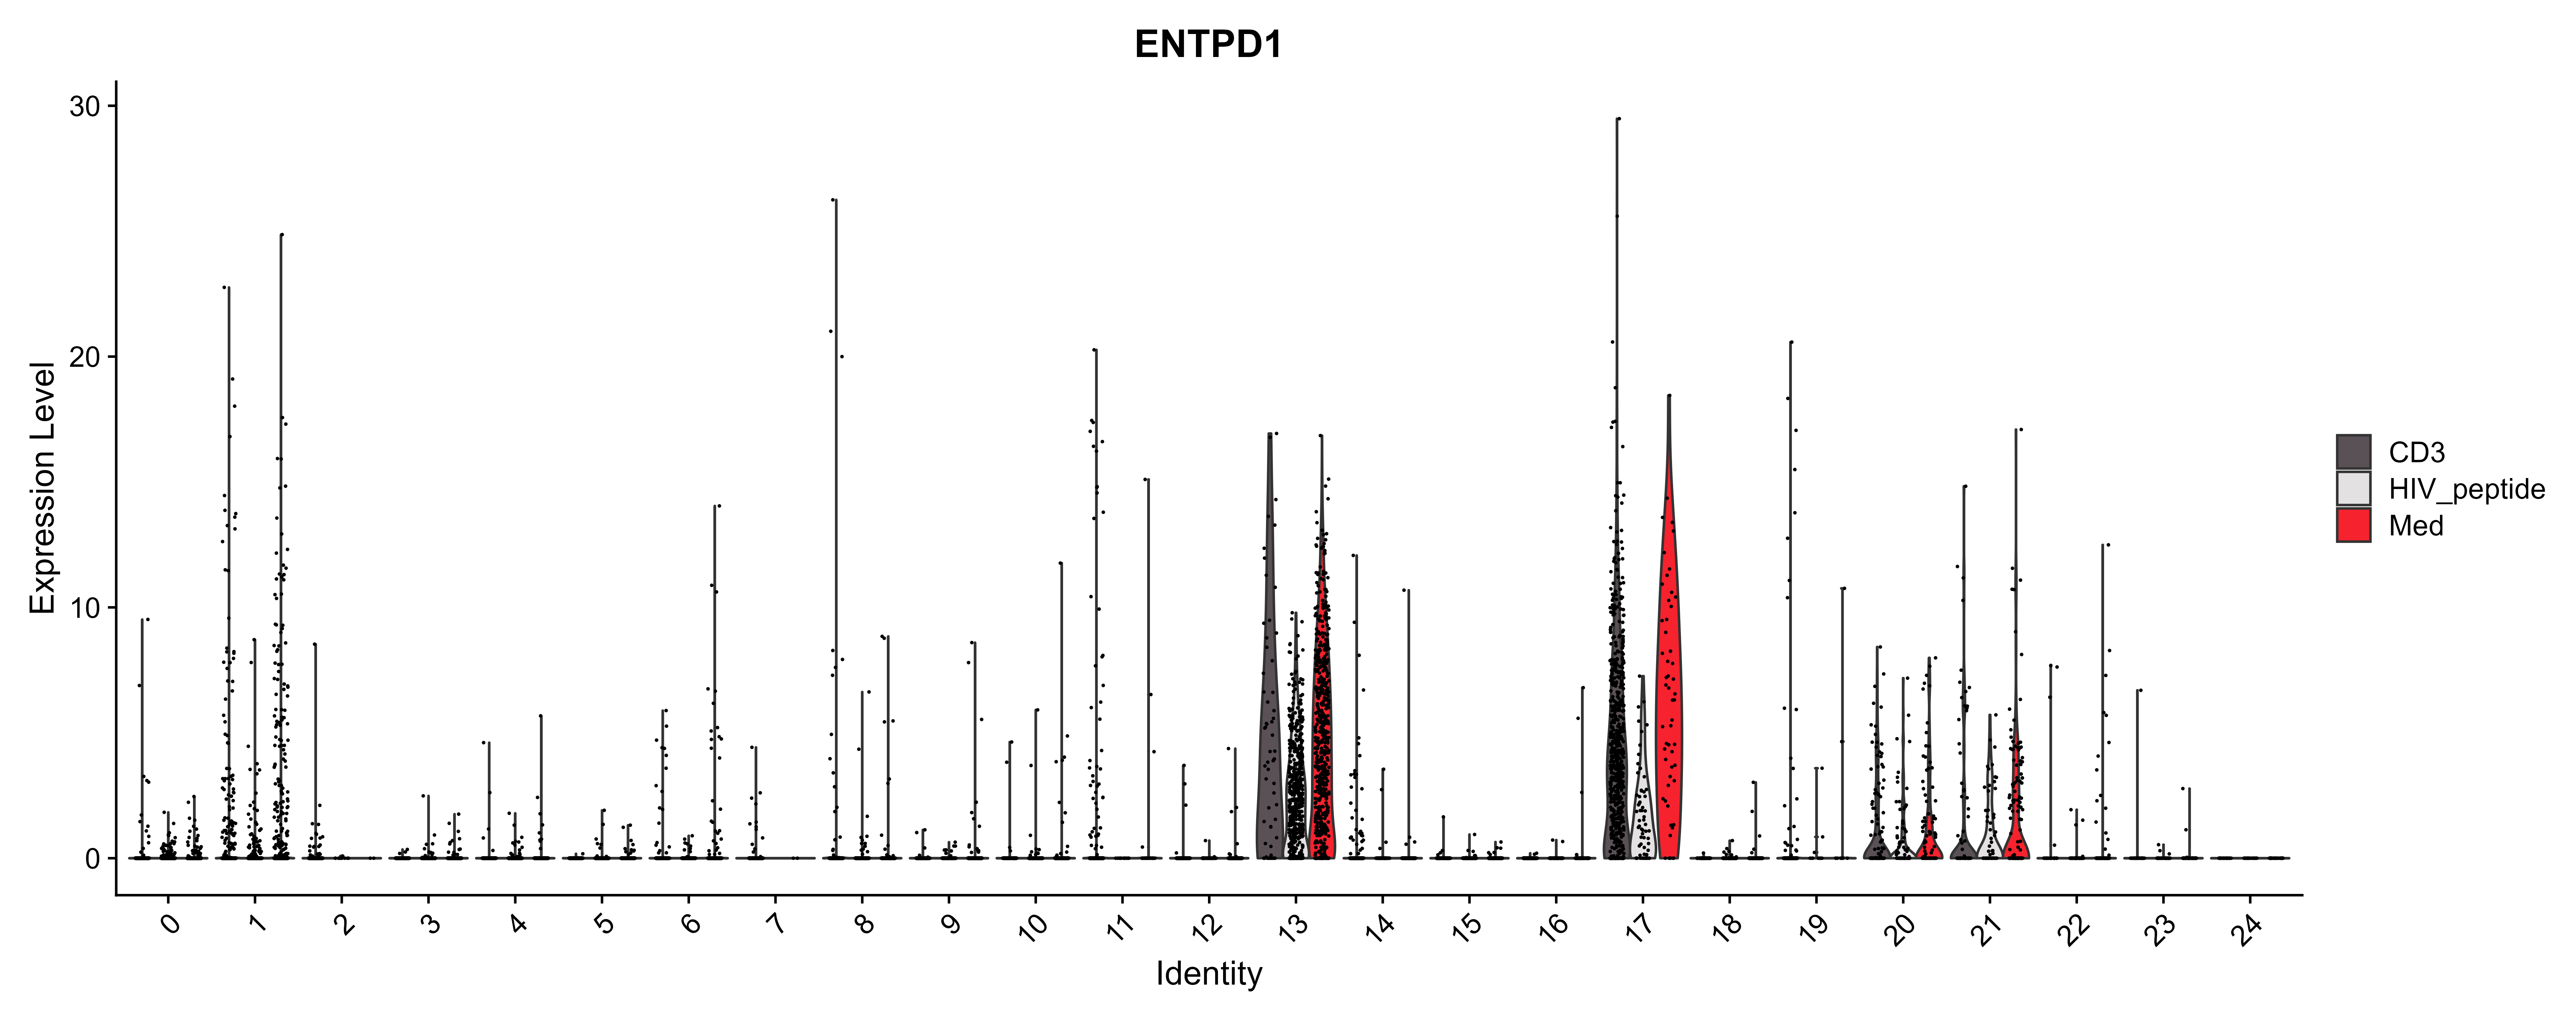 ENTPD1
30
20
10
0
Expression Level
0 1 2 3 4 5 6 7 8 9 10 11 12 13 14 15 16 17 18 19 20 21 22 23 24
Identity
CD3
HIV_peptide
Med